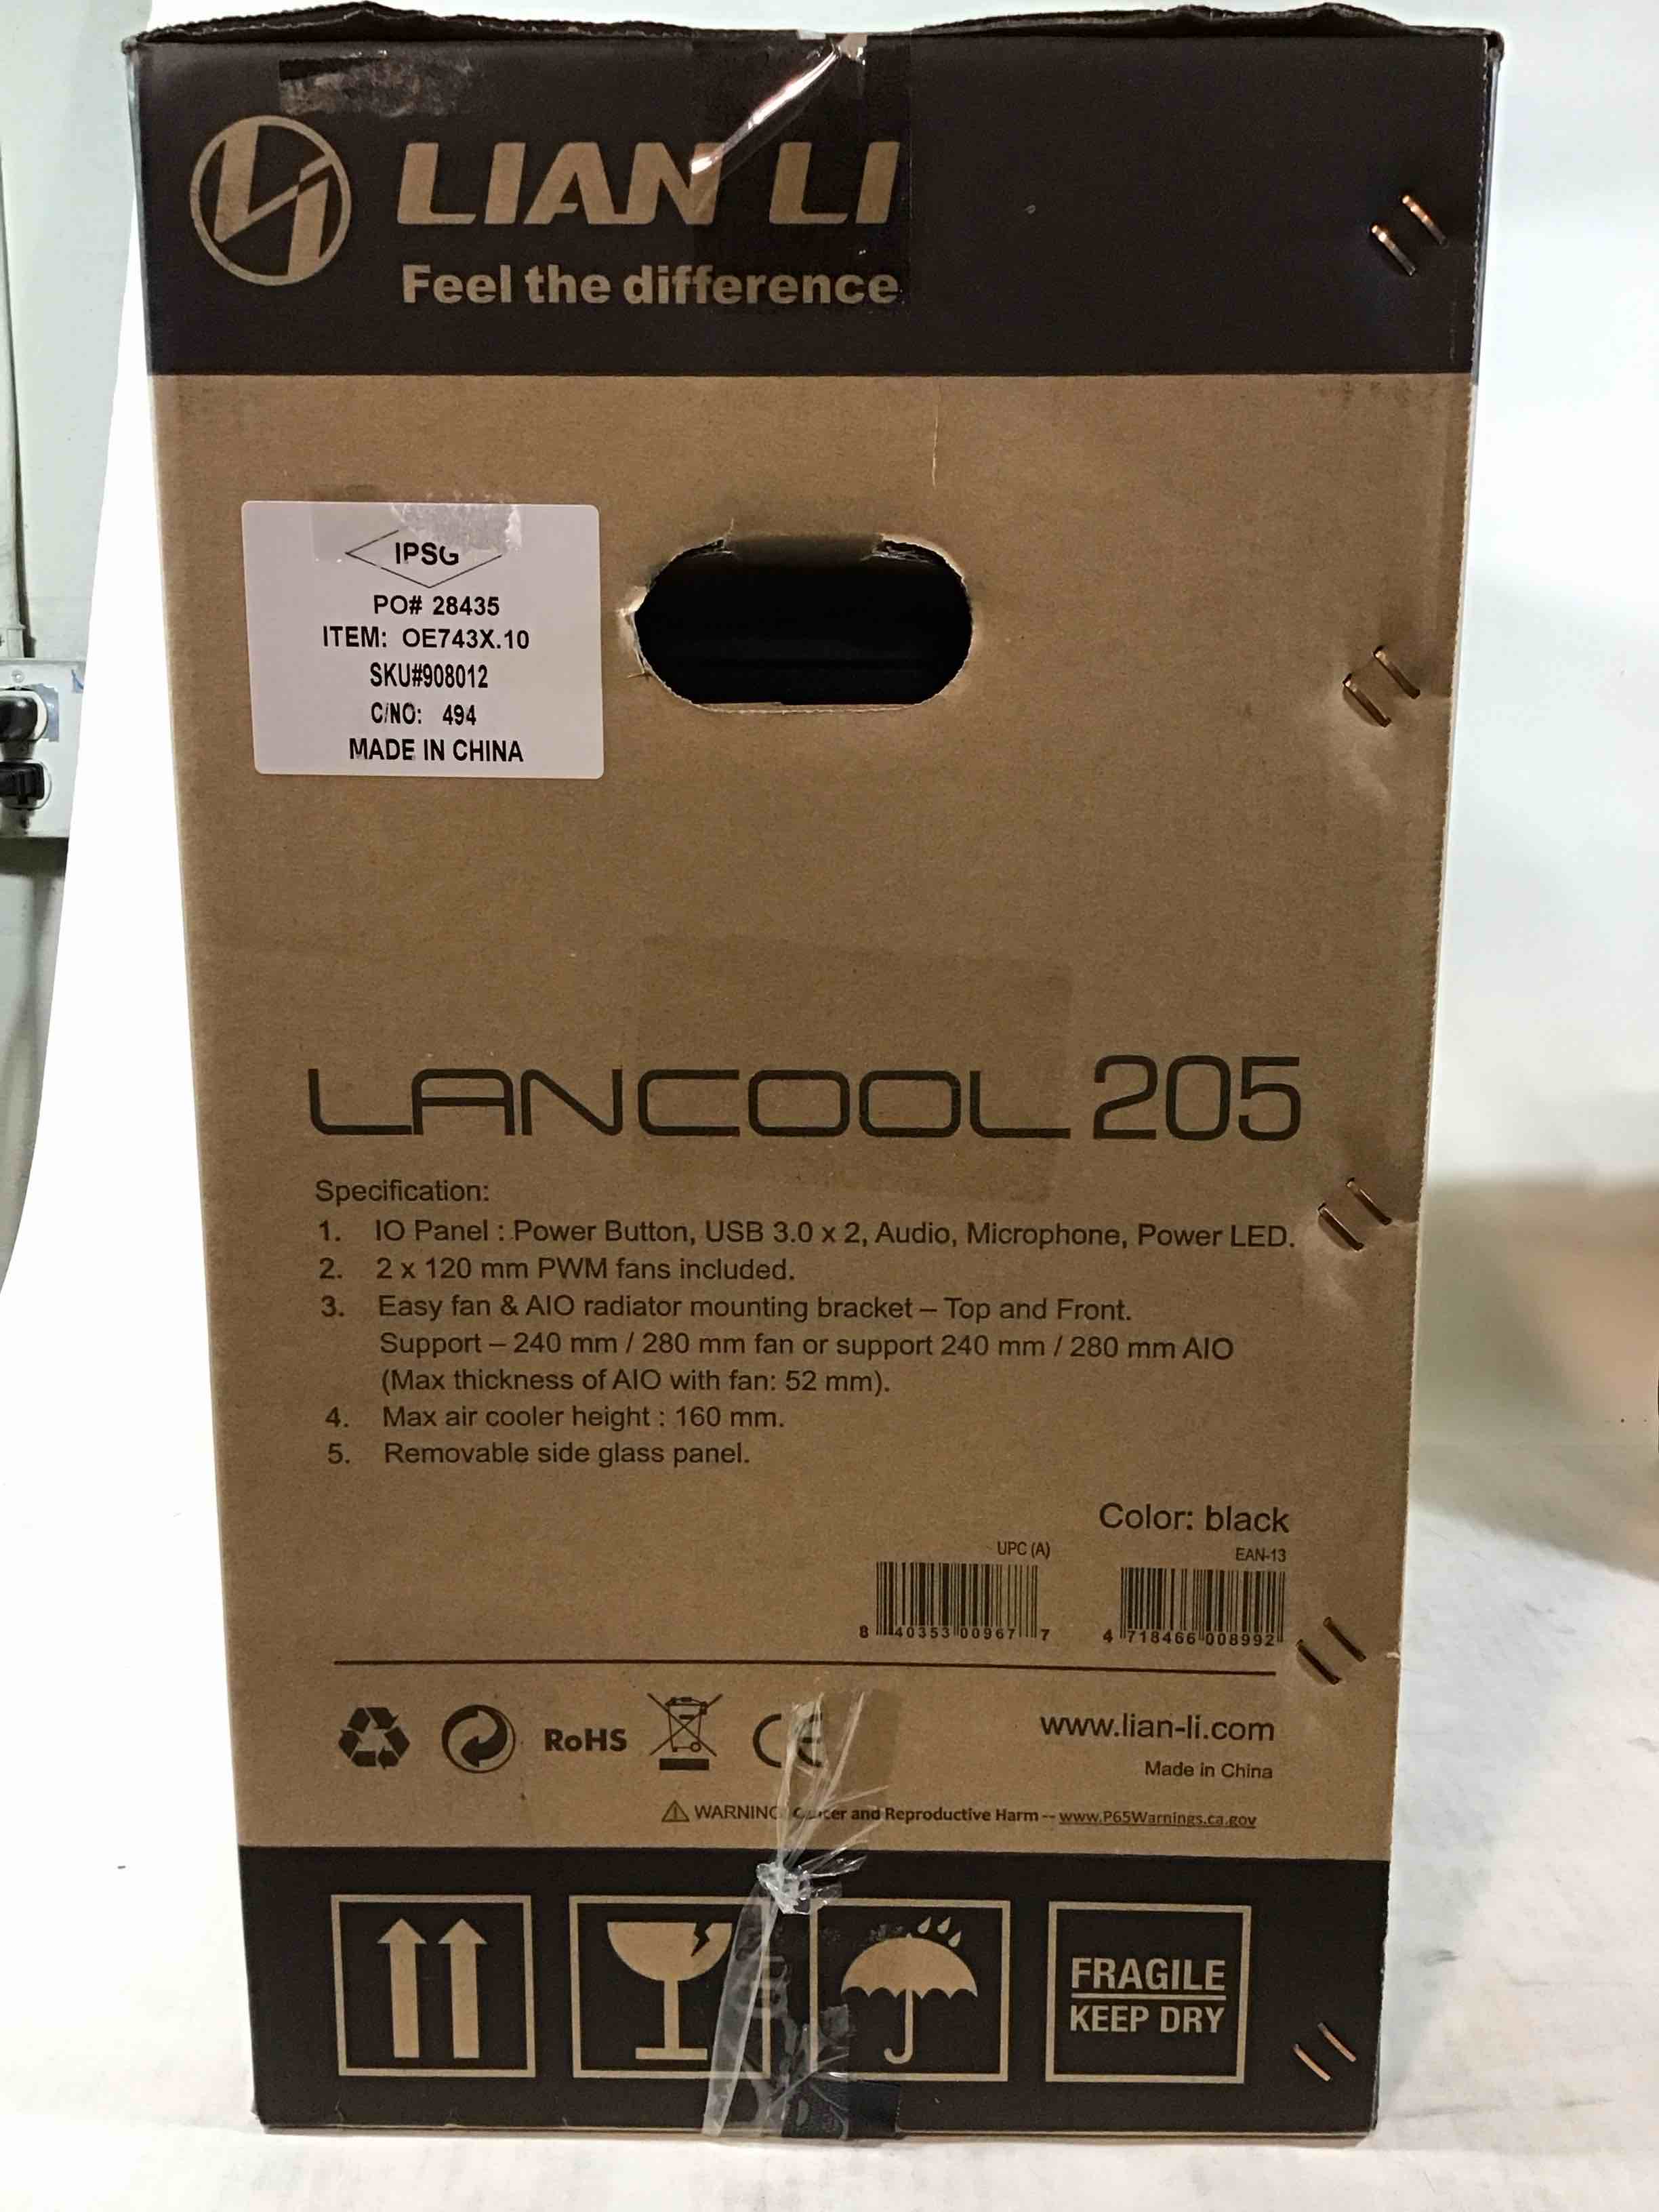 LIAN LI
Feel the difference
IPSG
PO# 28435
ITEM: OE743X.10
SKU#908012
C/NO: 494
MADE IN CHINA
LANCOOL 205
Specification:
1. IO Panel : Power Button, USB 3.0 x 2, Audio, Microphone, Power LED.
2. 2 x 120 mm PWM fans included.
3. Easy fan & AIO radiator mounting bracket – Top and Front.
Support – 240 mm / 280 mm fan or support 240 mm / 280 mm AIO
(Max thickness of AIO with fan: 52 mm).
4. Max air cooler height : 160 mm.
5. Removable side glass panel.
Color: black
UPC (A)
EAN-13
8 40353 00967 7
4 718466 008992
RoHS
CE
www.lian-li.com
Made in China
WARNING Cancer and Reproductive Harm -- www.P65Warnings.ca.gov
FRAGILE
KEEP DRY